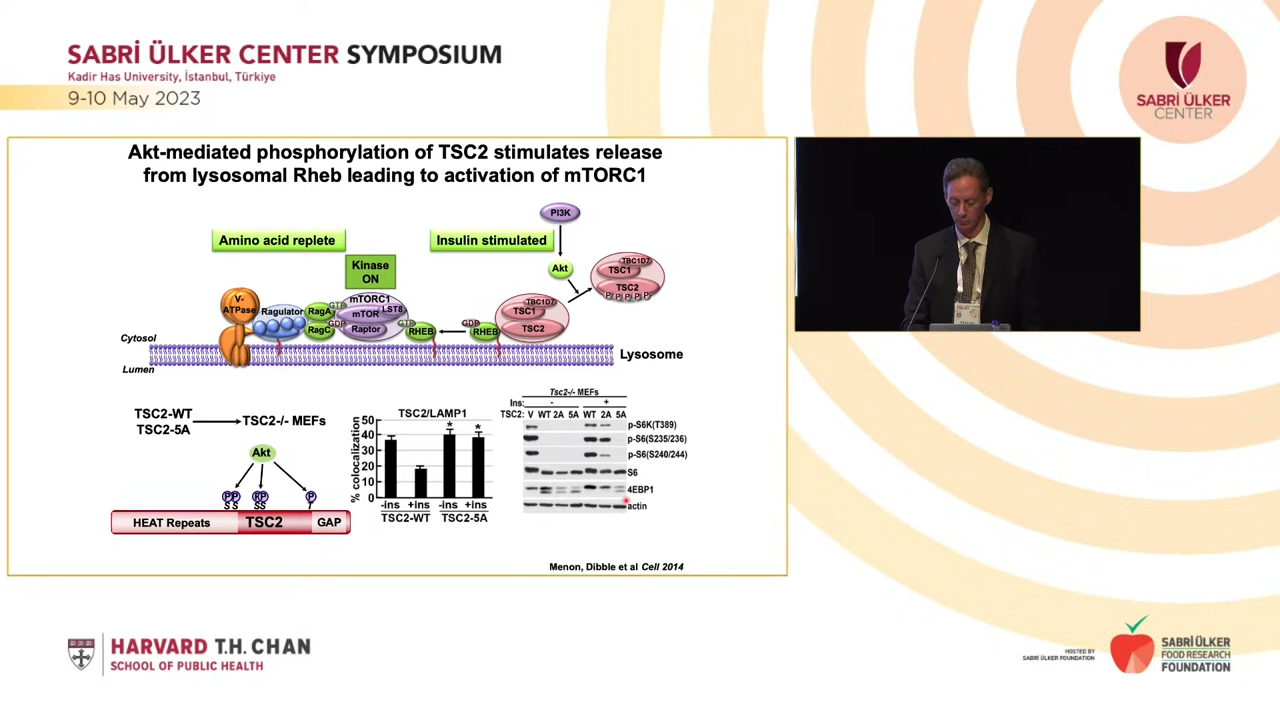 SABRİ ÜLKER CENTER SYMPOSIUM
Kadir Has University, İstanbul, Türkiye
9-10 May 2023
SABRİ ÜLKER
CENTER
Akt-mediated phosphorylation of TSC2 stimulates release
from lysosomal Rheb leading to activation of mTORC1
PI3K
Amino acid replete
Insulin stimulated
Kinase
ON
Akt
TBC1D7
TSC1
TSC2
P P P P P
V-
ATPase
Ragulator
RagA
GTP
RagC
GDP
mTORC1
LST8
mTOR
Raptor
GTP
RHEB
GDP
RHEB
TBC1D7
TSC1
TSC2
Cytosol
Lumen
Lysosome
TSC2-WT
TSC2-5A
TSC2-/- MEFs
Akt
P P
S S
P P
S S
P
T
HEAT Repeats
TSC2
GAP
TSC2/LAMP1
% colocalization
50
40
30
20
10
0
* *
-ins +ins -ins +ins
TSC2-WT TSC2-5A
Tsc2-/- MEFs
Ins: - +
TSC2: V WT 2A 5A WT 2A 5A
p-S6K(T389)
p-S6(S235/236)
p-S6(S240/244)
S6
4EBP1
actin
Menon, Dibble et al Cell 2014
HARVARD T.H. CHAN
SCHOOL OF PUBLIC HEALTH
HOSTED BY
SABRİ ÜLKER FOUNDATION
SABRİ ÜLKER
FOOD RESEARCH
FOUNDATION